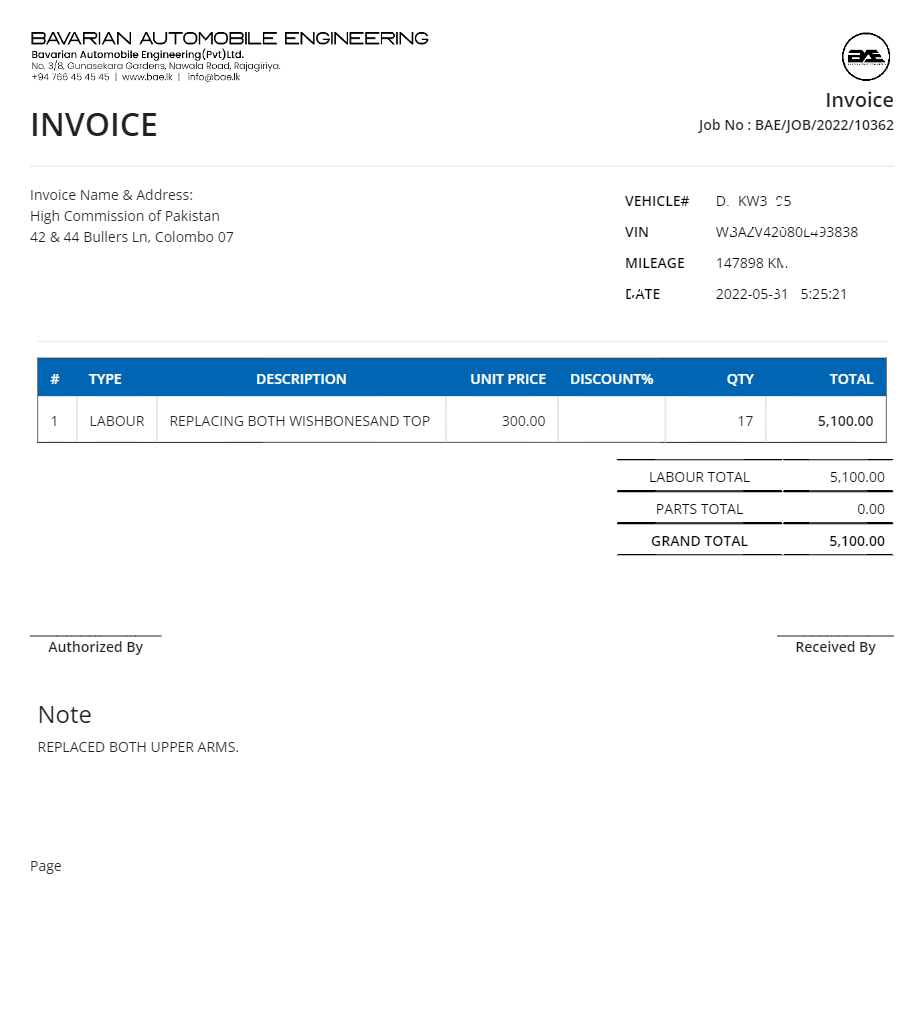 BAVARIAN AUTOMOBILE ENGINEERING
Bavarian Automobile Engineering(Pvt)Ltd.
No. 3/8, Gunasekara Gardens, Nawala Road, Rajagiriya.
+94 766 45 45 45 | www.bae.lk | info@bae.lk
BAE
Invoice
INVOICE
Job No : BAE/JOB/2022/10362
Invoice Name & Address:
High Commission of Pakistan
42 & 44 Bullers Ln, Colombo 07
VEHICLE#
VIN
MILEAGE 147898 KM.
DATE 2022-05-31 5:25:21
# TYPE DESCRIPTION UNIT PRICE DISCOUNT% QTY TOTAL
1 LABOUR REPLACING BOTH WISHBONESAND TOP 300.00 17 5,100.00
LABOUR TOTAL 5,100.00
PARTS TOTAL 0.00
GRAND TOTAL 5,100.00
Authorized By Received By
Note
REPLACED BOTH UPPER ARMS.
Page